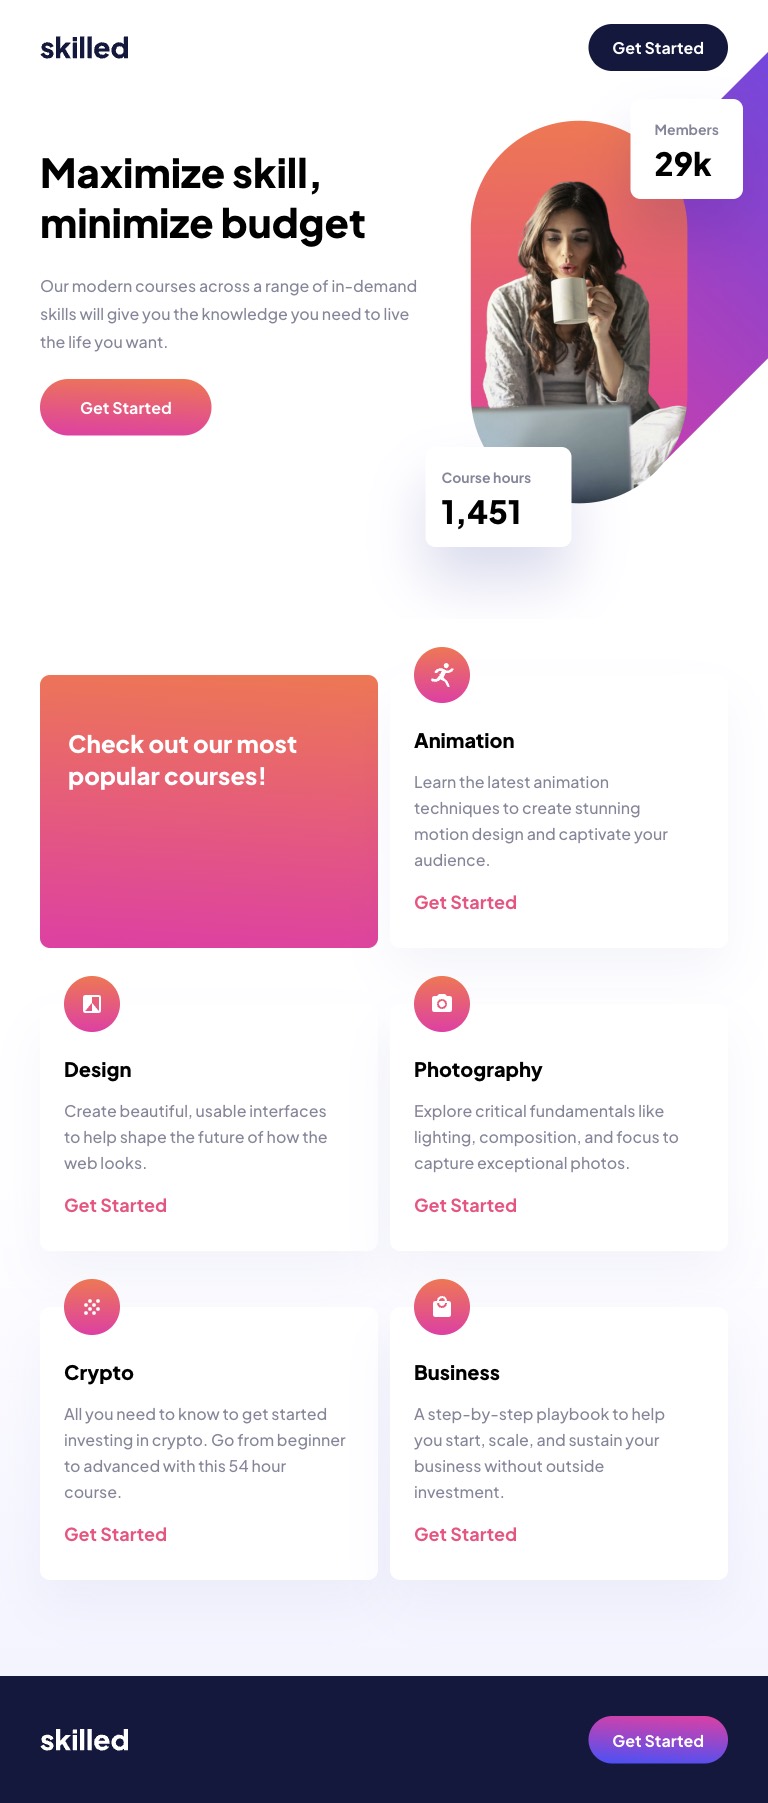 skilled
Get Started
Maximize skill,
minimize budget
Our modern courses across a range of in-demand
skills will give you the knowledge you need to live
the life you want.
Get Started
Members
29k
Course hours
1,451
Check out our most
popular courses!
Animation
Learn the latest animation
techniques to create stunning
motion design and captivate your
audience.
Get Started
Design
Create beautiful, usable interfaces
to help shape the future of how the
web looks.
Get Started
Photography
Explore critical fundamentals like
lighting, composition, and focus to
capture exceptional photos.
Get Started
Crypto
All you need to know to get started
investing in crypto. Go from beginner
to advanced with this 54 hour
course.
Get Started
Business
A step-by-step playbook to help
you start, scale, and sustain your
business without outside
investment.
Get Started
skilled
Get Started